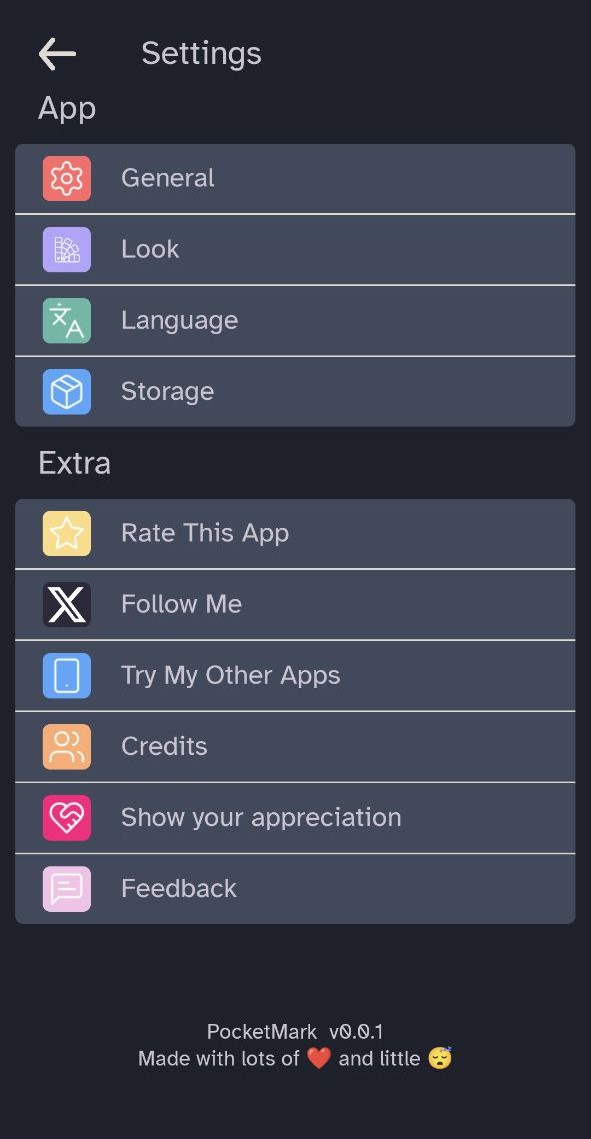 Settings
App
General
Look
Language
Storage
Extra
Rate This App
Follow Me
Try My Other Apps
Credits
Show your appreciation
Feedback
PocketMark v0.0.1
Made with lots of ❤️ and little 😴